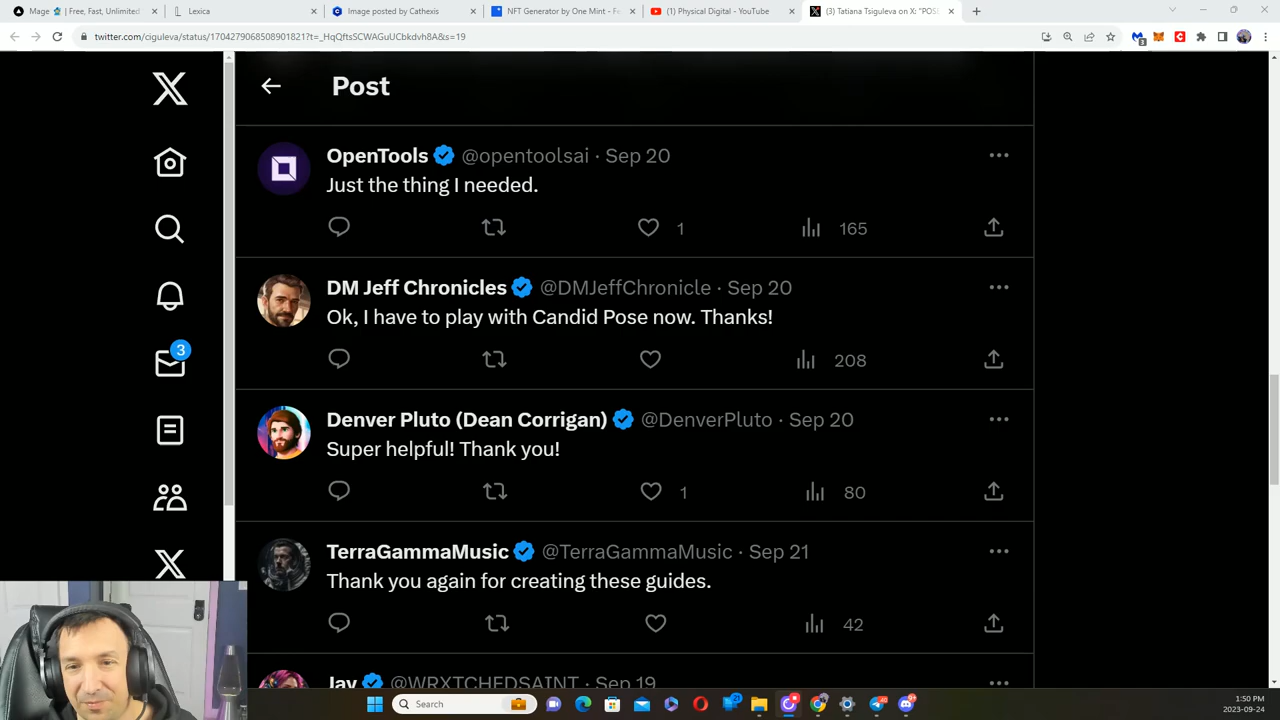 Mage | Free, Fast, Unlimited
Lexica
Image posted by Cathexis
NFT Generator by One Mint - Fe
(1) Physical Digital - YouTube
(3) Tatiana Tsiguleva on X: "POSE
twitter.com/ciguleva/status/1704279068508901821?t=_HqQftsSCWAGuUCbkdvh8A&s=19
Post
OpenTools @opentoolsai · Sep 20
Just the thing I needed.
1 165
DM Jeff Chronicles @DMJeffChronicle · Sep 20
Ok, I have to play with Candid Pose now. Thanks!
208
3
Denver Pluto (Dean Corrigan) @DenverPluto · Sep 20
Super helpful! Thank you!
1 80
TerraGammaMusic @TerraGammaMusic · Sep 21
Thank you again for creating these guides.
42
Jay @WRXTCHEDSAINT · Sep 19
Search
1:50 PM
2023-09-24